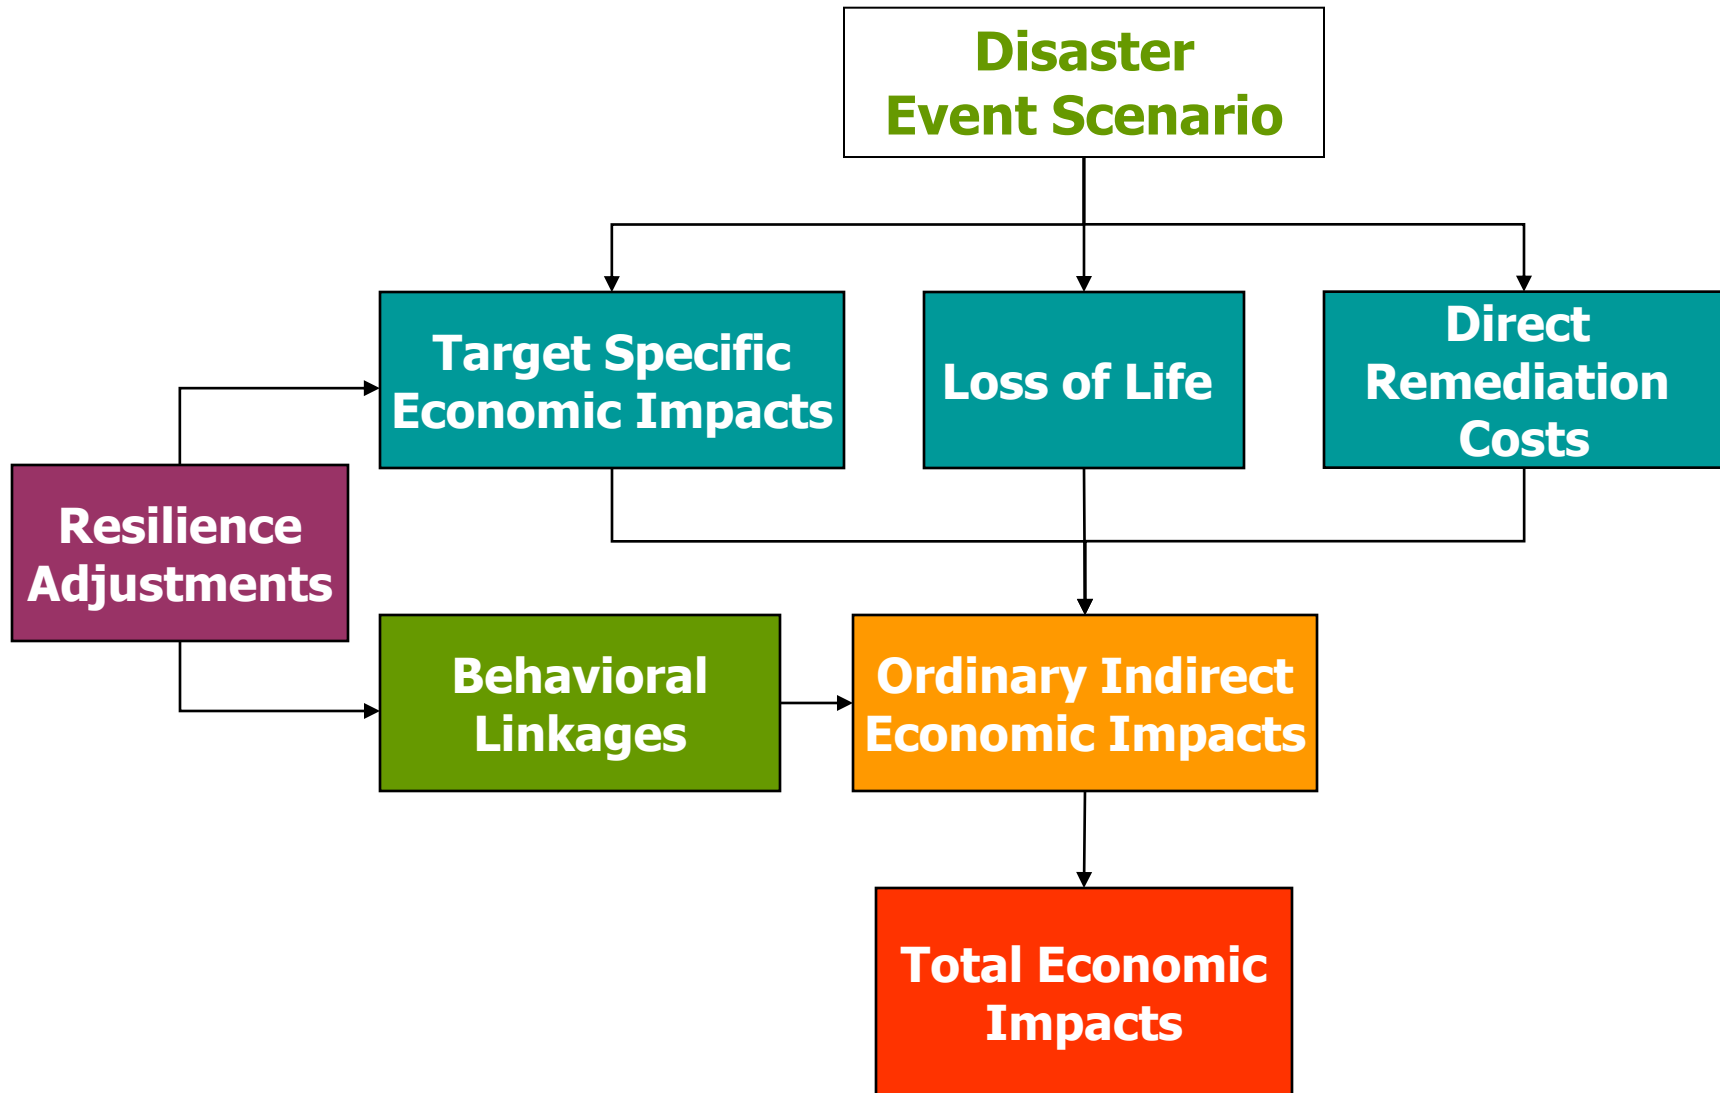 Disaster
Event Scenario
Target Specific
Economic Impacts
Loss of Life
Direct
Remediation
Costs
Resilience
Adjustments
Behavioral
Linkages
Ordinary Indirect
Economic Impacts
Total Economic
Impacts